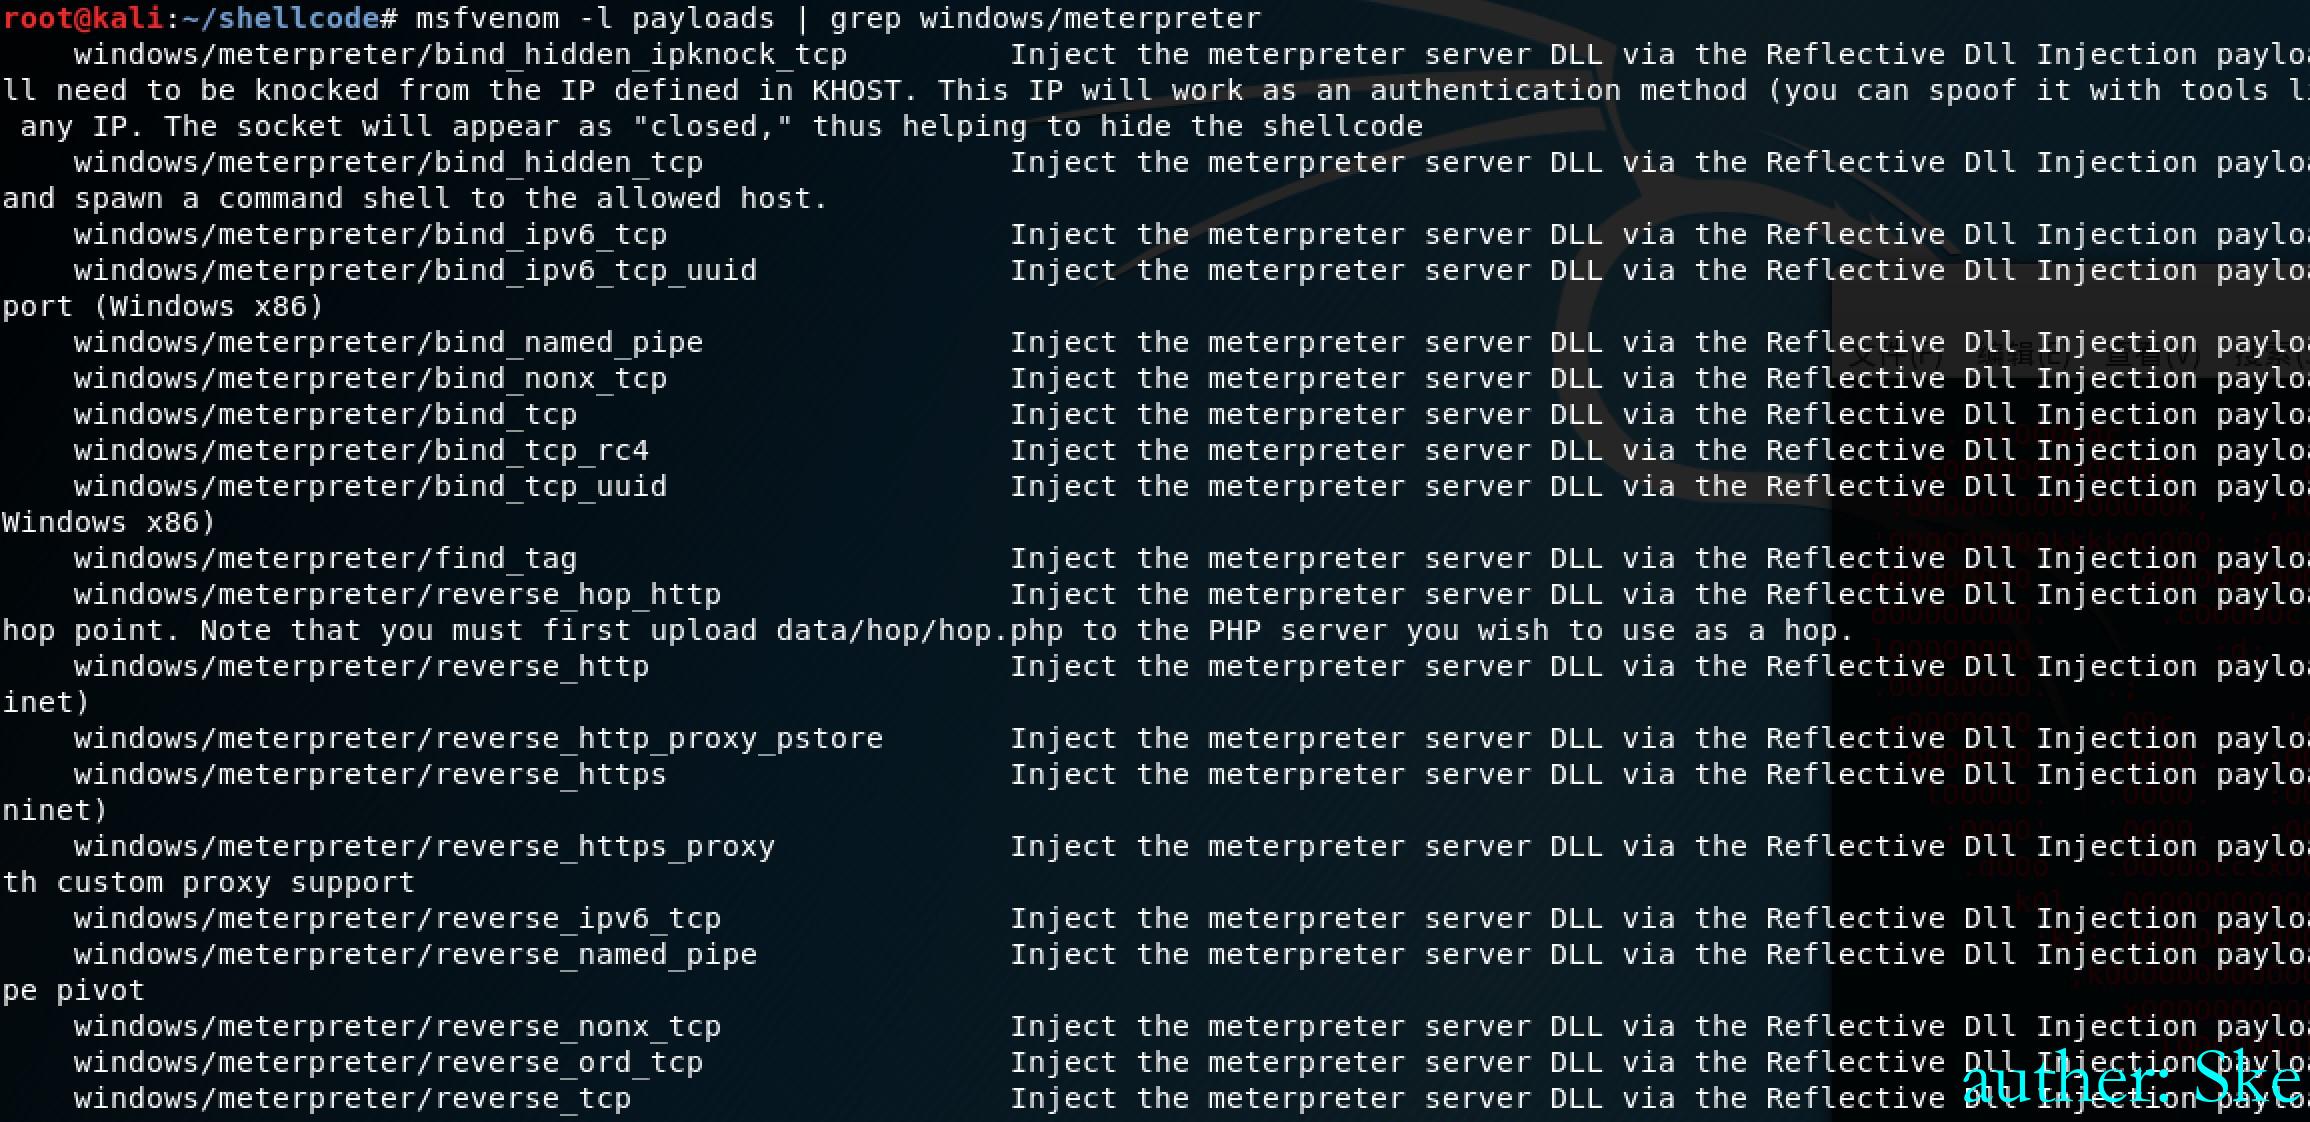 root@kali:~/shellcode# msfvenom -l payloads | grep windows/meterpreter
    windows/meterpreter/bind_hidden_ipknock_tcp         Inject the meterpreter server DLL via the Reflective Dll Injection payloa
ll need to be knocked from the IP defined in KHOST. This IP will work as an authentication method (you can spoof it with tools li
 any IP. The socket will appear as "closed," thus helping to hide the shellcode
    windows/meterpreter/bind_hidden_tcp                 Inject the meterpreter server DLL via the Reflective Dll Injection payloa
and spawn a command shell to the allowed host.
    windows/meterpreter/bind_ipv6_tcp                   Inject the meterpreter server DLL via the Reflective Dll Injection payloa
    windows/meterpreter/bind_ipv6_tcp_uuid              Inject the meterpreter server DLL via the Reflective Dll Injection payloa
port (Windows x86)
    windows/meterpreter/bind_named_pipe                 Inject the meterpreter server DLL via the Reflective Dll Injection payloa
    windows/meterpreter/bind_nonx_tcp                   Inject the meterpreter server DLL via the Reflective Dll Injection payloa
    windows/meterpreter/bind_tcp                        Inject the meterpreter server DLL via the Reflective Dll Injection payloa
    windows/meterpreter/bind_tcp_rc4                    Inject the meterpreter server DLL via the Reflective Dll Injection payloa
    windows/meterpreter/bind_tcp_uuid                   Inject the meterpreter server DLL via the Reflective Dll Injection payloa
Windows x86)
    windows/meterpreter/find_tag                        Inject the meterpreter server DLL via the Reflective Dll Injection payloa
    windows/meterpreter/reverse_hop_http                Inject the meterpreter server DLL via the Reflective Dll Injection payloa
hop point. Note that you must first upload data/hop/hop.php to the PHP server you wish to use as a hop.
    windows/meterpreter/reverse_http                    Inject the meterpreter server DLL via the Reflective Dll Injection payloa
inet)
    windows/meterpreter/reverse_http_proxy_pstore       Inject the meterpreter server DLL via the Reflective Dll Injection payloa
    windows/meterpreter/reverse_https                   Inject the meterpreter server DLL via the Reflective Dll Injection payloa
ninet)
    windows/meterpreter/reverse_https_proxy             Inject the meterpreter server DLL via the Reflective Dll Injection payloa
th custom proxy support
    windows/meterpreter/reverse_ipv6_tcp                Inject the meterpreter server DLL via the Reflective Dll Injection payloa
    windows/meterpreter/reverse_named_pipe              Inject the meterpreter server DLL via the Reflective Dll Injection payloa
pe pivot
    windows/meterpreter/reverse_nonx_tcp                Inject the meterpreter server DLL via the Reflective Dll Injection payloa
    windows/meterpreter/reverse_ord_tcp                 Inject the meterpreter server DLL via the Reflective Dll Injection payloa
    windows/meterpreter/reverse_tcp                     Inject the meterpreter server DLL via the Reflective Dll Injection payloa
auther: Ske